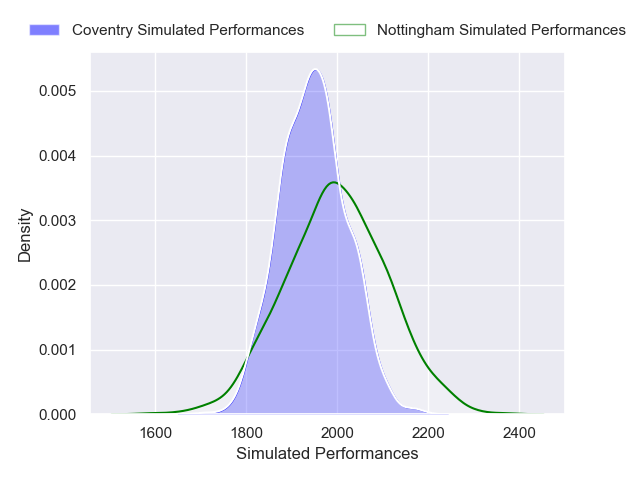 Coventry Simulated Performances Nottingham Simulated Performances
0.005
0.004
0.003
0.002
0.001
0.000
Density
1600 1800 2000 2200 2400
Simulated Performances